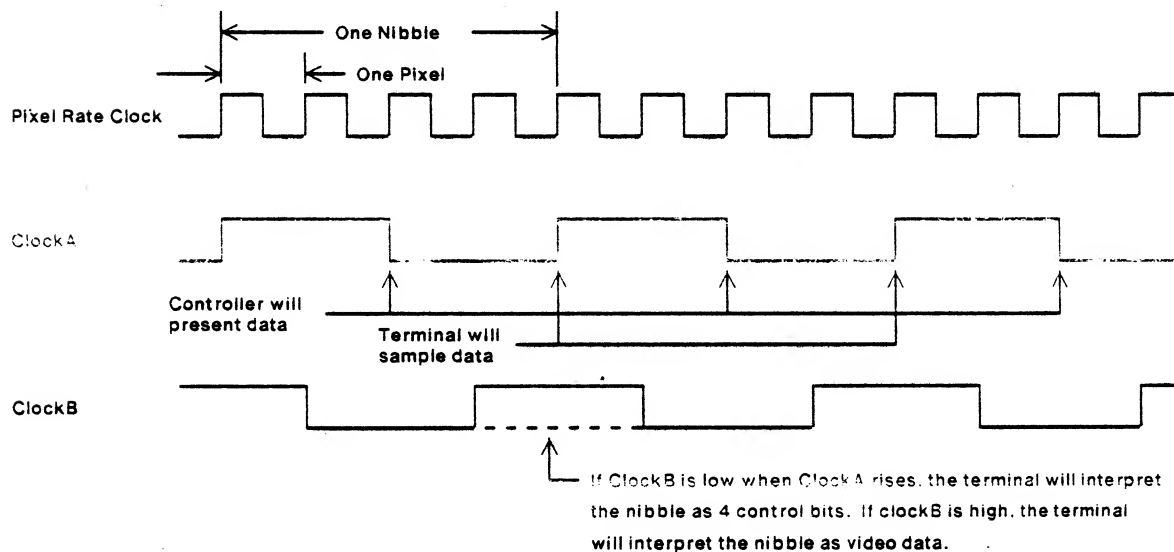 One Nibble
One Pixel
Pixel Rate Clock
ClockA
Controller will
present data
Terminal will
sample data
ClockB
If ClockB is low when ClockA rises, the terminal will interpret
the nibble as 4 control bits. If clockB is high, the terminal
will interpret the nibble as video data.